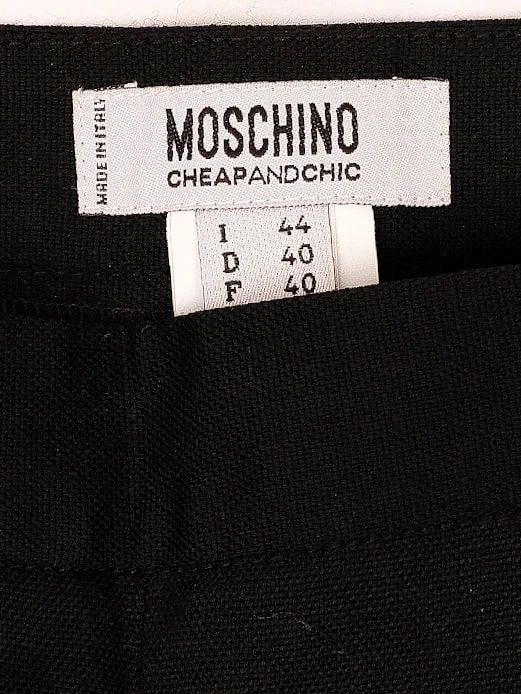 MADE IN ITALY
MOSCHINO
CHEAPANDCHIC
I 44
D 40
F 40